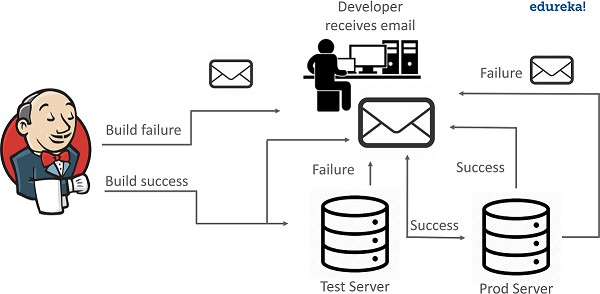 Developer
receives email
edureka!
Failure
Build failure
Build success
Failure
Success
Success
Test Server
Prod Server